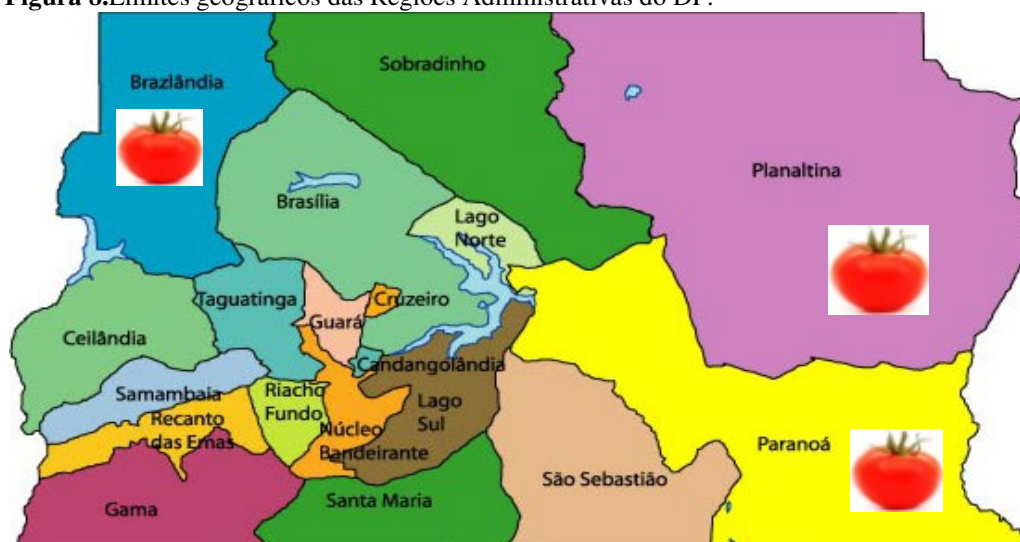 Figura 8.Limites geográficos das Regiões Administrativas do DF.
Sobradinho
Brazlândia
Planaltina
Brasília
Lago
Norte
Taguatinga
Cruzeiro
Guará
Ceilândia
Candangolândia
Samambaia
Riacho
Fundo
Lago
Sul
Recanto
das Emas
Núcleo
Bandeirante
Paranoá
São Sebastião
Santa Maria
Gama